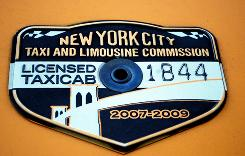 NEW YORK CITY
TAXI AND LIMOUSINE COMMISSION
LICENSED
TAXICAB
1844
2007-2009